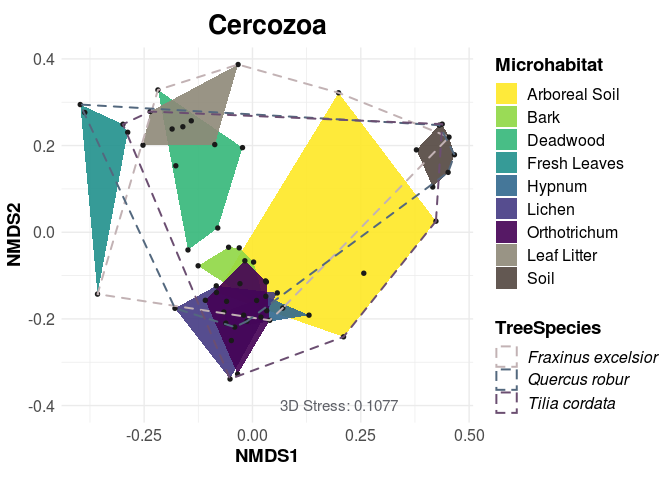 Cercozoa
0.4
0.2
0.0
-0.2
-0.4
NMDS2
-0.25
0.00
0.25
0.50
NMDS1
3D Stress: 0.1077
Microhabitat
Arboreal Soil
Bark
Deadwood
Fresh Leaves
Hypnum
Lichen
Orthotrichum
Leaf Litter
Soil
TreeSpecies
Fraxinus excelsior
Quercus robur
Tilia cordata